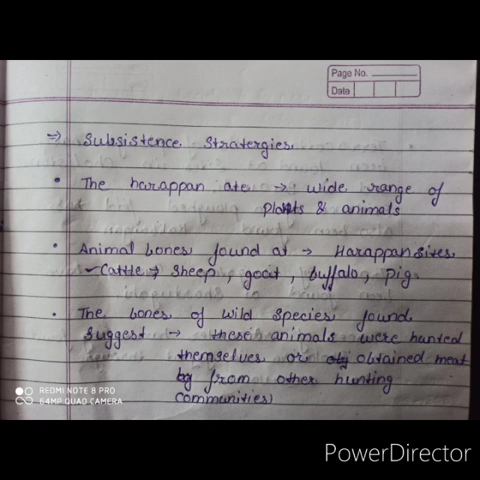 Page No.
Date
⇒ Subsistence Stratergies
• The harappan ate → wide range of
plants & animals
• Animal bones found at → Harappan sites
✓ Cattle → Sheep, goat, buffalo, pig.
• The bones of wild species found
suggest → these animals were hunted
themselves or obtained meat
from other hunting
communities
REDMI NOTE 8 PRO
64MP QUAD CAMERA
PowerDirector